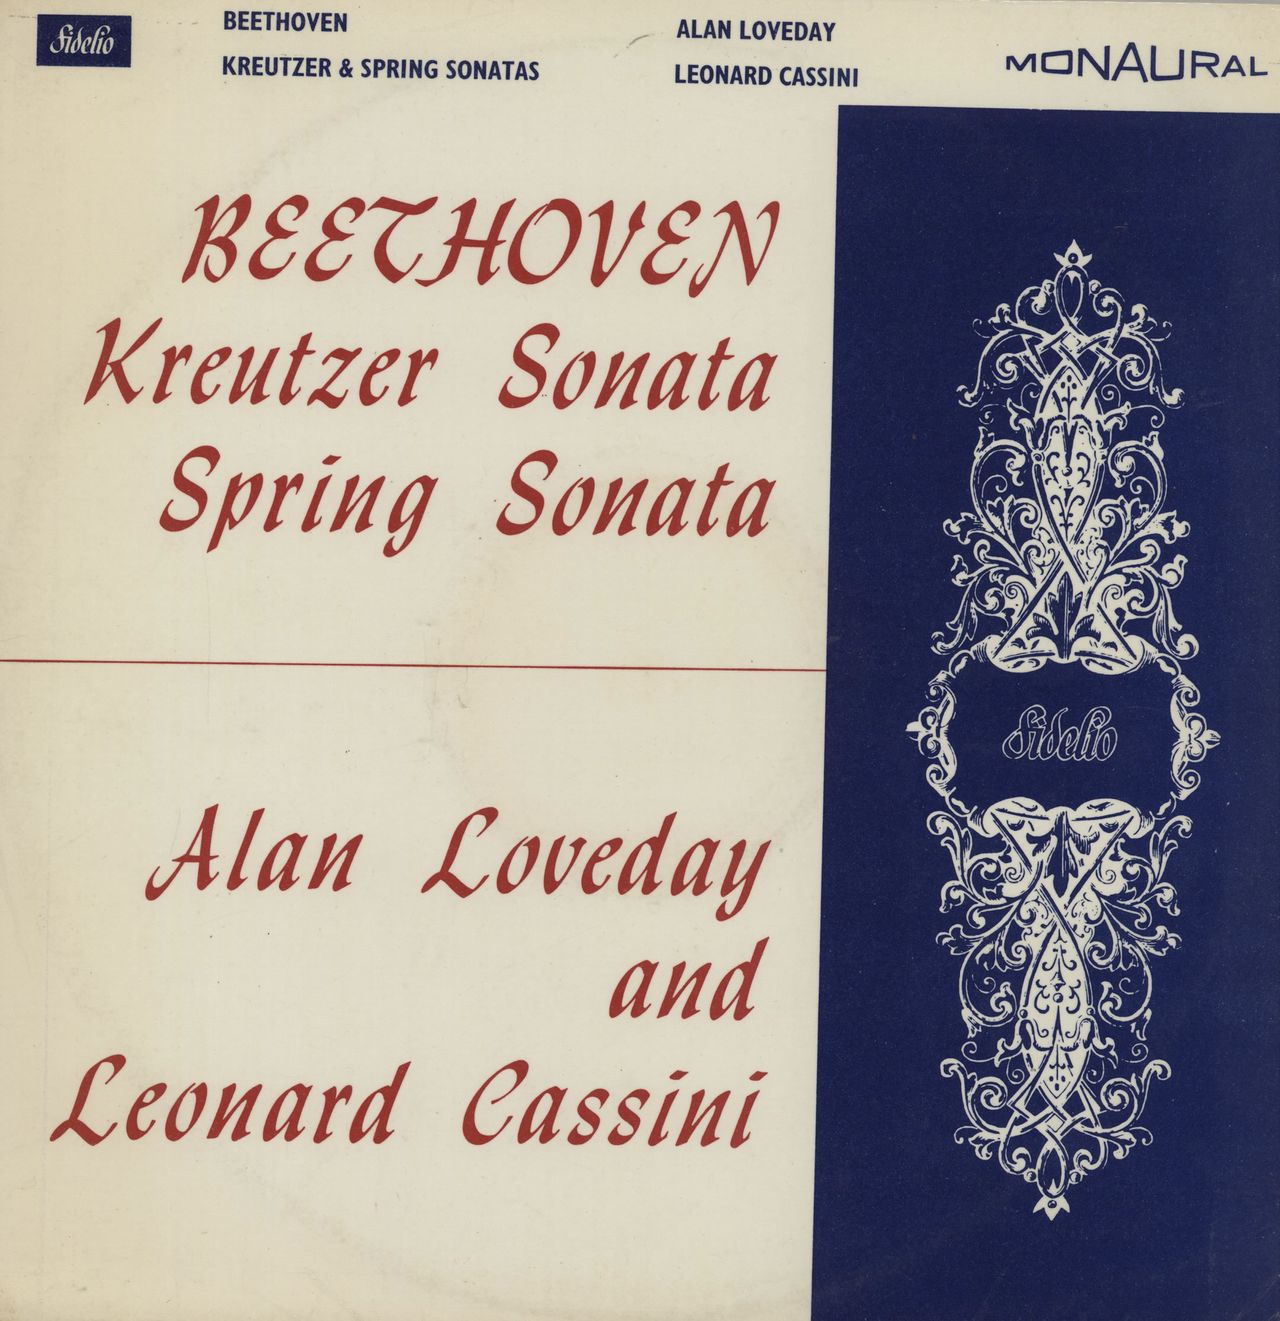 Fidelio
BEETHOVEN
KREUTZER & SPRING SONATAS
ALAN LOVEDAY
LEONARD CASSINI
MONAURAL
BEETHOVEN
Kreutzer Sonata
Spring Sonata
Fidelio
Alan Loveday
and
Leonard Cassini